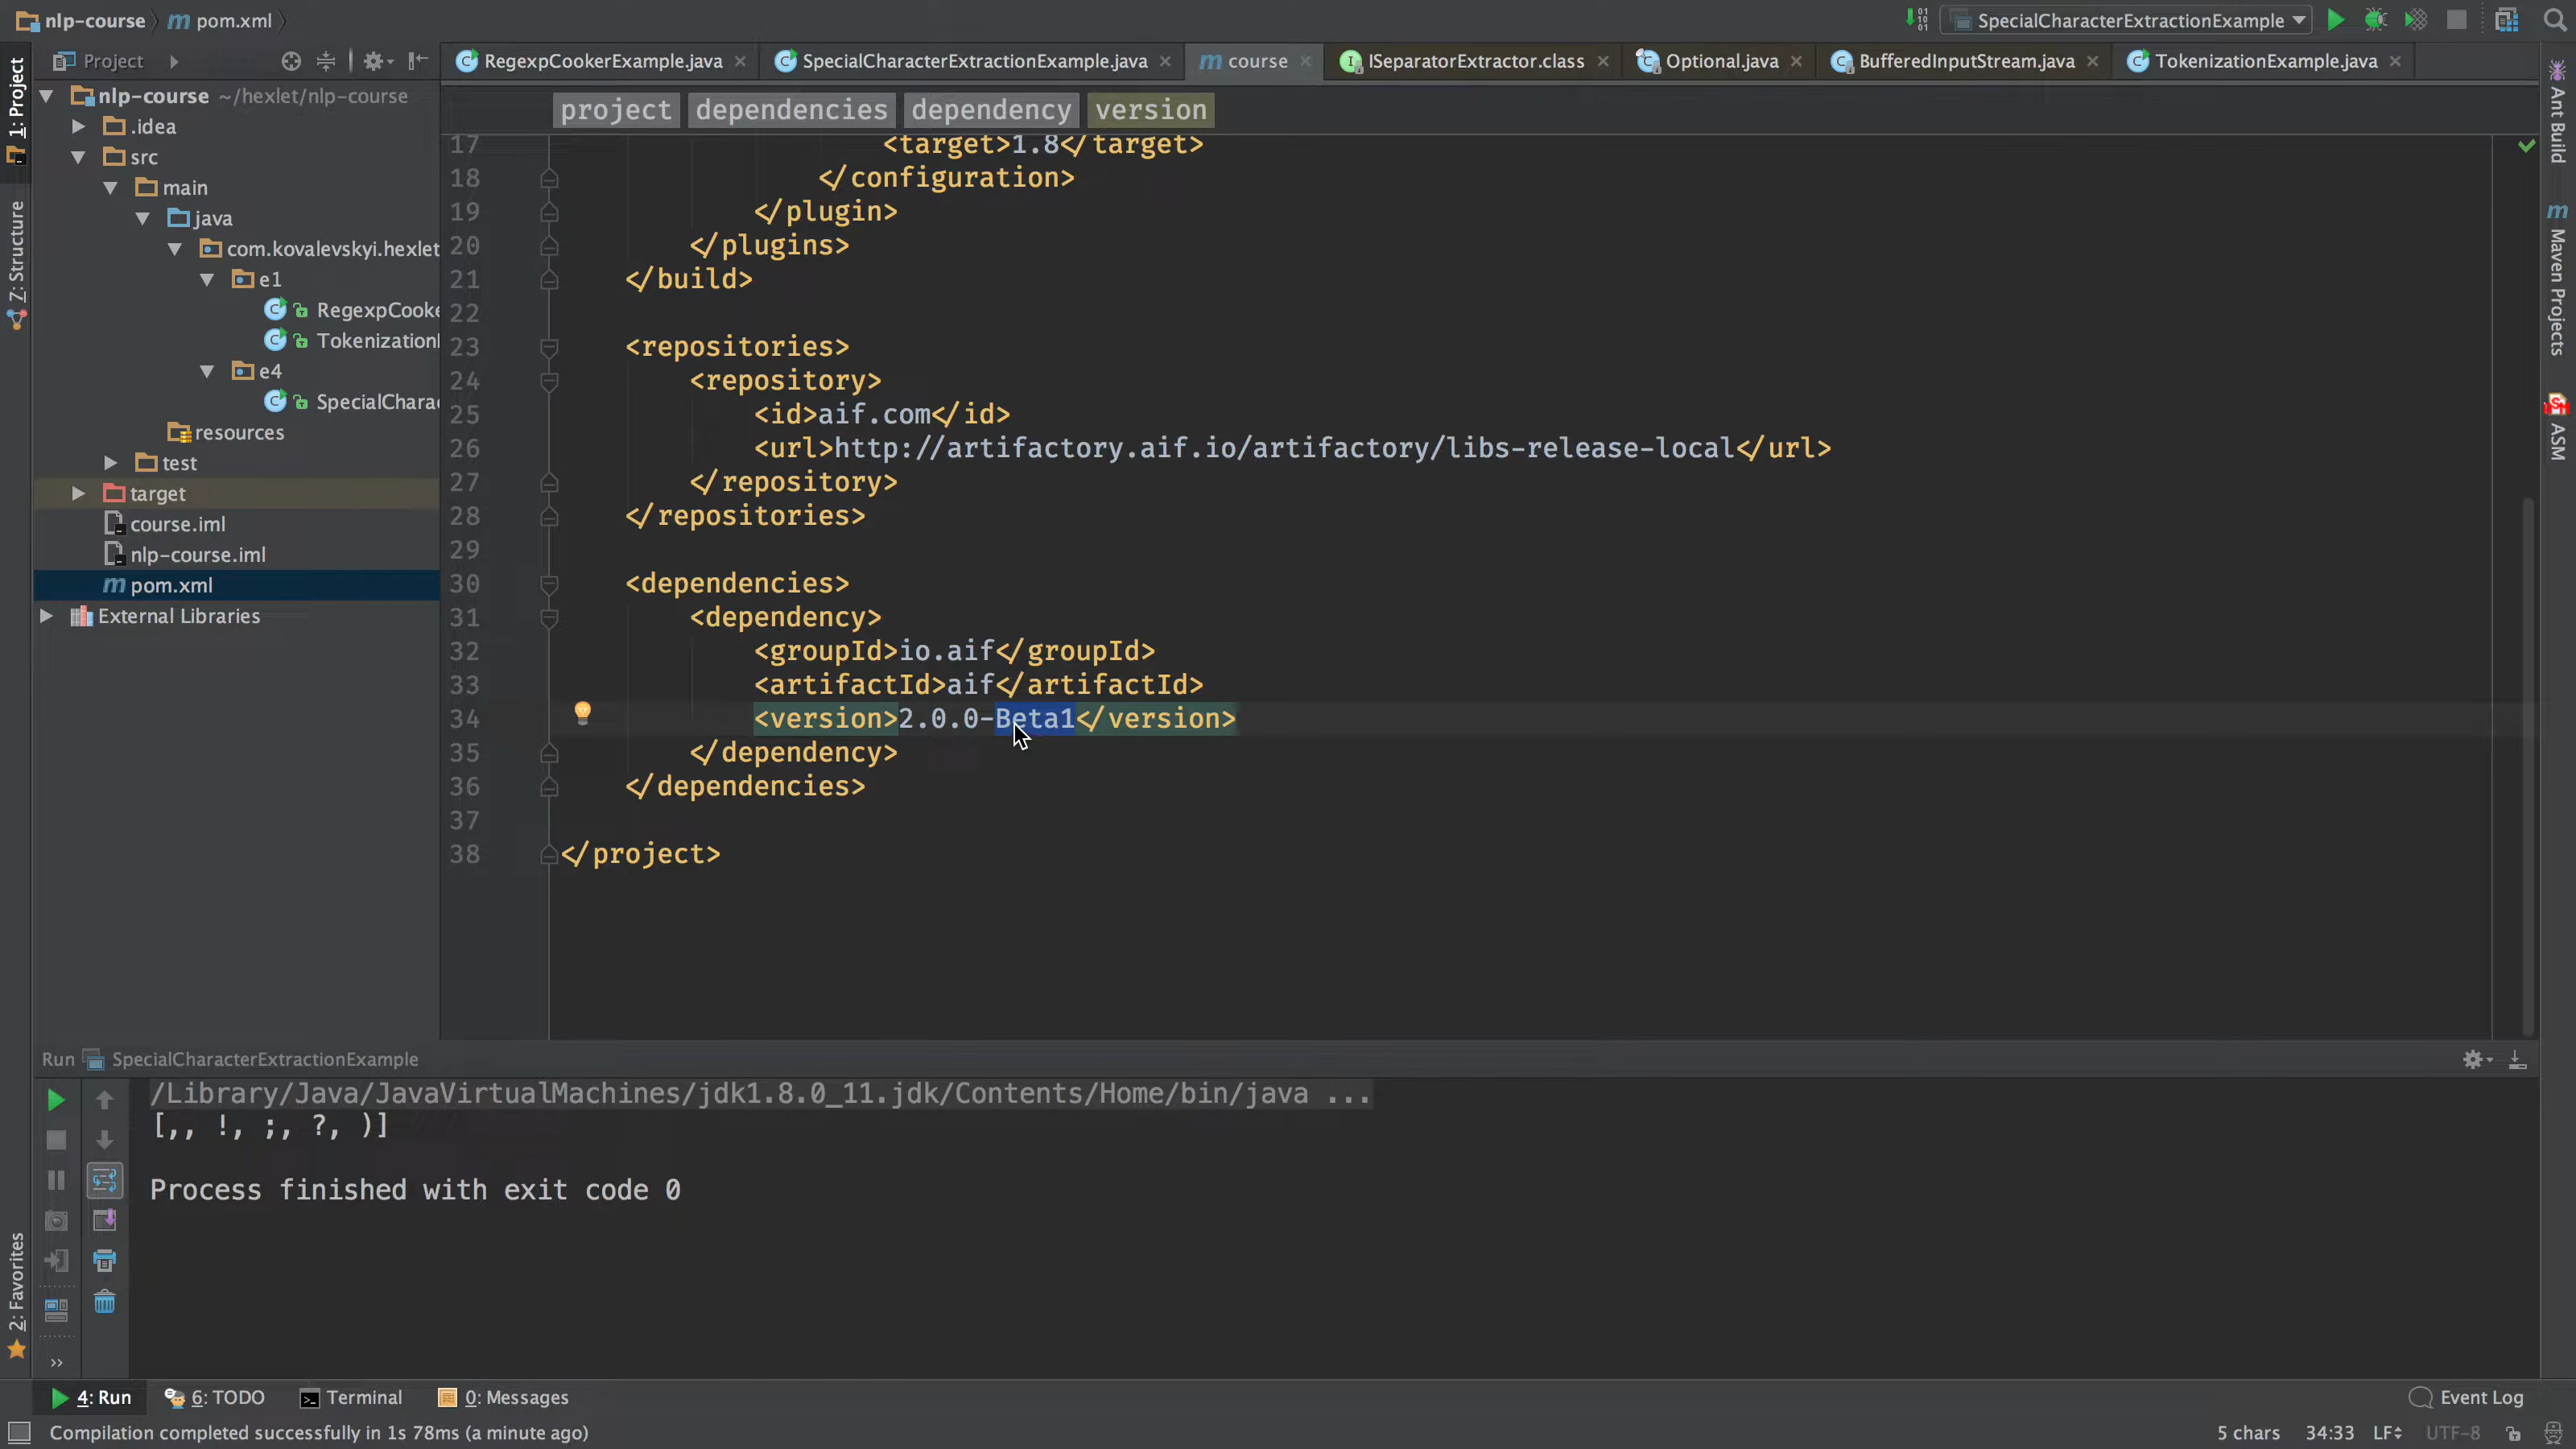 nlp-course pom.xml SpecialCharacterExtractionExample
Project
RegexpCookerExample.java SpecialCharacterExtractionExample.java course ISeparatorExtractor.class Optional.java BufferedInputStream.java TokenizationExample.java
1: Project
Z: Structure
2: Favorites
nlp-course ~/hexlet/nlp-course
.idea
src
main
java
com.kovalevskyi.hexlet
e1
RegexpCooke
Tokenization
e4
SpecialCharac
resources
test
target
course.iml
nlp-course.iml
pom.xml
External Libraries
project dependencies dependency version
17 <target>1.8</target>
18 </configuration>
19 </plugin>
20 </plugins>
21 </build>
22
23 <repositories>
24 <repository>
25 <id>aif.com</id>
26 <url>http://artifactory.aif.io/artifactory/libs-release-local</url>
27 </repository>
28 </repositories>
29
30 <dependencies>
31 <dependency>
32 <groupId>io.aif</groupId>
33 <artifactId>aif</artifactId>
34 <version>2.0.0-Beta1</version>
35 </dependency>
36 </dependencies>
37
38 </project>
Ant Build
Maven Projects
ASM
Run SpecialCharacterExtractionExample
/Library/Java/JavaVirtualMachines/jdk1.8.0_11.jdk/Contents/Home/bin/java ...
[,, !, ;, ?, )]
Process finished with exit code 0
4: Run 6: TODO Terminal 0: Messages Event Log
Compilation completed successfully in 1s 78ms (a minute ago) 5 chars 34:33 LF UTF-8